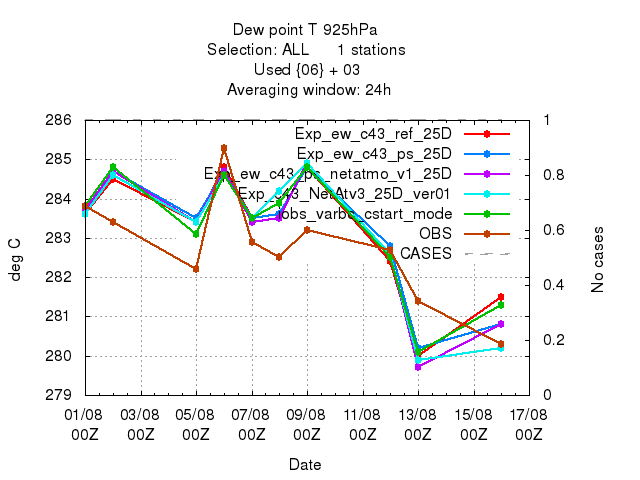 Dew point T 925hPa
Selection: ALL 1 stations
Used {06} + 03
Averaging window: 24h
286
285
284
283
282
281
280
279
deg C
1
0.8
0.6
0.4
0.2
0
No cases
Exp_ew_c43_ref_25D
Exp_ew_c43_ps_25D
Exp_ew_c43_ps_netatmo_v1_25D
Exp_c43_NetAtv3_25D_ver01
OBS
CASES
01/08 03/08 05/08 07/08 09/08 11/08 13/08 15/08 17/08
00Z 00Z 00Z 00Z 00Z 00Z 00Z 00Z 00Z
Date